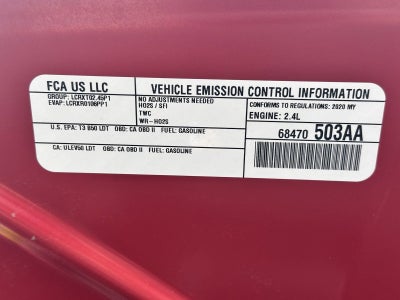 FCA US LLC
GROUP: LCRXT02.45P1
EVAP: LCRXR0106PP1
VEHICLE EMISSION CONTROL INFORMATION
NO ADJUSTMENTS NEEDED
HO2S / SFI
TWC
WR-HO2S
CONFORMS TO REGULATIONS: 2020 MY
ENGINE: 2.4L
68470 503AA
U.S. EPA: T3 B50 LDT OBD: CA OBD II FUEL: GASOLINE
CA: ULEV50 LDT OBD: CA OBD II FUEL: GASOLINE